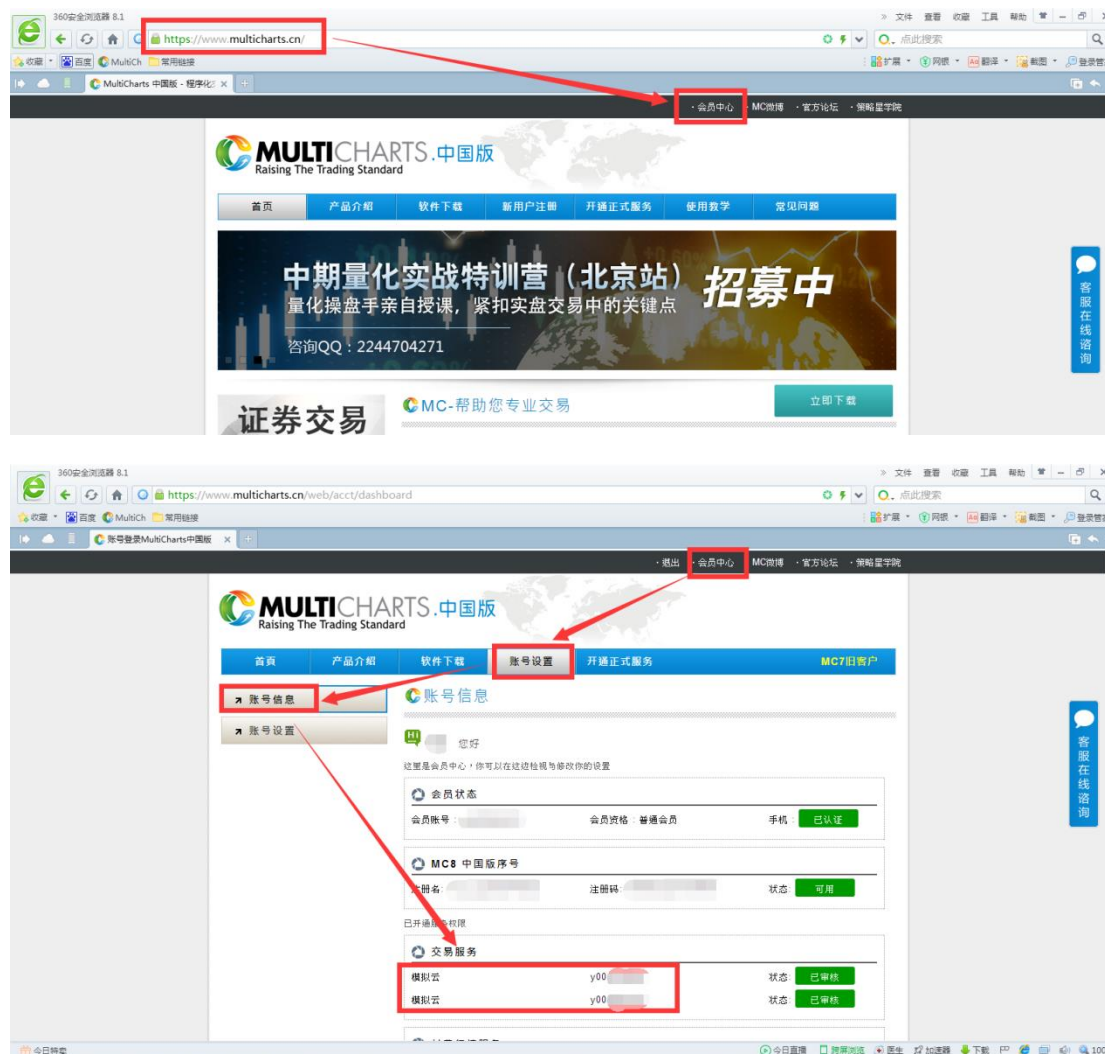 360安全浏览器 8.1
» 文件 查看 收藏 工具 帮助
https://www.multicharts.cn/
点此搜索
收藏 百度 MultiCh 常用链接
扩展 网银 翻译 截图 登录管
MultiCharts 中国版 - 程序化
·会员中心 ·MC微博 ·官方论坛 ·策略星学院
MULTICHARTS.中国版
Raising The Trading Standard
首页 产品介绍 软件下载 新用户注册 开通正式服务 使用教学 常见问题
中期量化实战特训营（北京站）招募中
量化操盘手亲自授课，紧扣实盘交易中的关键点
咨询QQ：2244704271
客服在线谘询
证券交易
MC-帮助您专业交易
立即下载
360安全浏览器 8.1
» 文件 查看 收藏 工具 帮助
https://www.multicharts.cn/web/acct/dashboard
点此搜索
收藏 百度 MultiCh 常用链接
扩展 网银 翻译 截图 登录管
账号登录MultiCharts中国版
·退出 ·会员中心 MC微博 ·官方论坛 ·策略星学院
MULTICHARTS.中国版
Raising The Trading Standard
首頁 产品介绍 软件下载 账号设置 开通正式服务 MC7旧客户
账号信息
账号设置
账号信息
Hi 您好
这里是会员中心，你可以在这边检视与修改你的设置
会员状态
会员账号： 会员资格：普通会员 手机： 已认证
MC8 中国版序号
注册名： 注册码： 状态： 可用
已开通服务权限
交易服务
模拟云 y00 状态： 已审核
模拟云 y00 状态： 已审核
客服在线谘询
今日特卖
今日直播 跨屏浏览 医生 加速器 下载